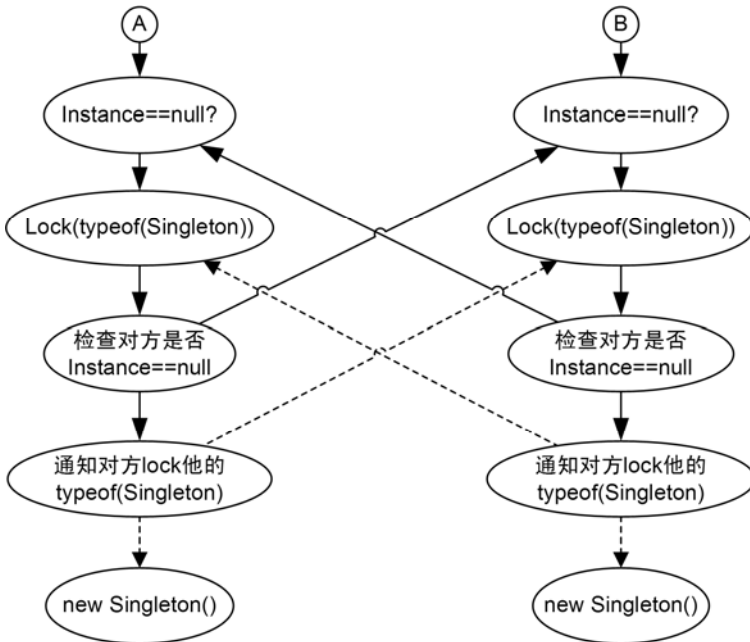 A
Instance==null?
Lock(typeof(Singleton))
检查对方是否
Instance==null
通知对方lock他的
typeof(Singleton)
new Singleton()
B
Instance==null?
Lock(typeof(Singleton))
检查对方是否
Instance==null
通知对方lock他的
typeof(Singleton)
new Singleton()